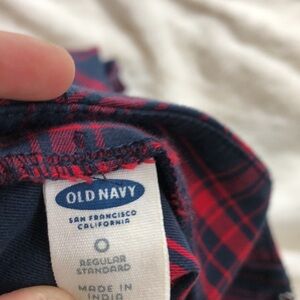 OLD NAVY
SAN FRANCISCO
CALIFORNIA
0
REGULAR
STANDARD
MADE IN
INDIA